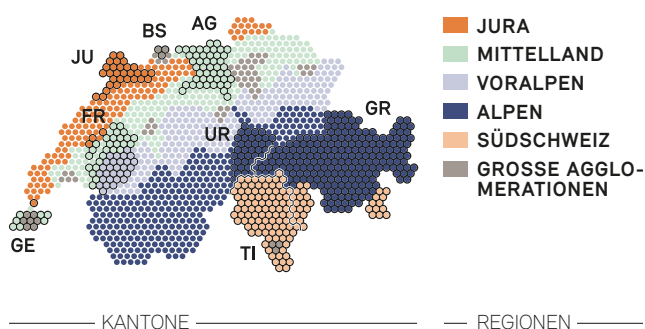 BS
AG
JU
FR
UR
GR
GE
TI
JURA
MITTELLAND
VORALPEN
ALPEN
SÜDSCHWEIZ
GROSSE AGGLO-
MERATIONEN
KANTONE
REGIONEN